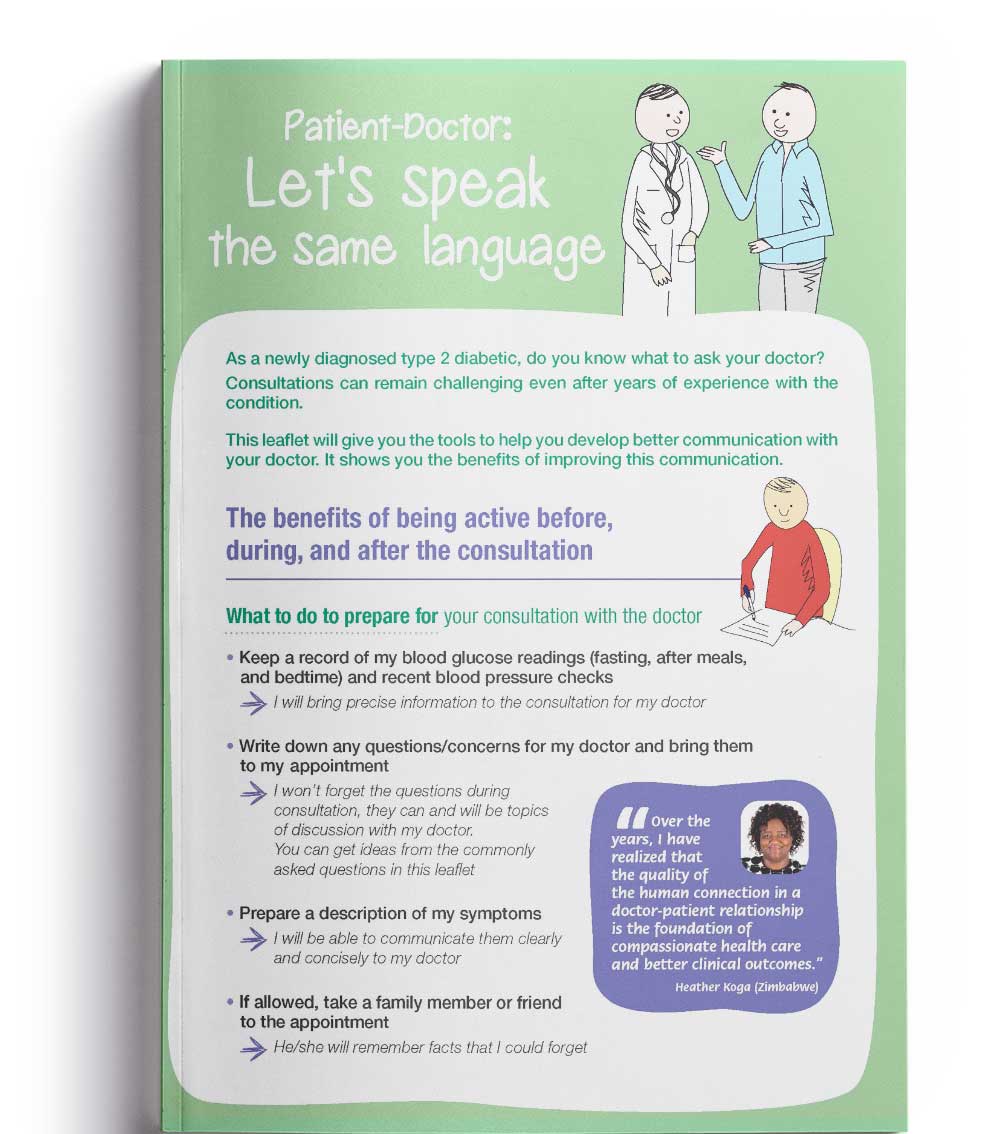 Patient-Doctor:
Let's speak
the same language
As a newly diagnosed type 2 diabetic, do you know what to ask your doctor?
Consultations can remain challenging even after years of experience with the
condition.
This leaflet will give you the tools to help you develop better communication with
your doctor. It shows you the benefits of improving this communication.
The benefits of being active before,
during, and after the consultation
What to do to prepare for your consultation with the doctor
• Keep a record of my blood glucose readings (fasting, after meals,
and bedtime) and recent blood pressure checks
I will bring precise information to the consultation for my doctor
• Write down any questions/concerns for my doctor and bring them
to my appointment
I won't forget the questions during
consultation, they can and will be topics
of discussion with my doctor.
You can get ideas from the commonly
asked questions in this leaflet
• Prepare a description of my symptoms
I will be able to communicate them clearly
and concisely to my doctor
• If allowed, take a family member or friend
to the appointment
He/she will remember facts that I could forget
“Over the
years, I have
realized that
the quality of
the human connection in a
doctor-patient relationship
is the foundation of
compassionate health care
and better clinical outcomes.”
Heather Koga (Zimbabwe)